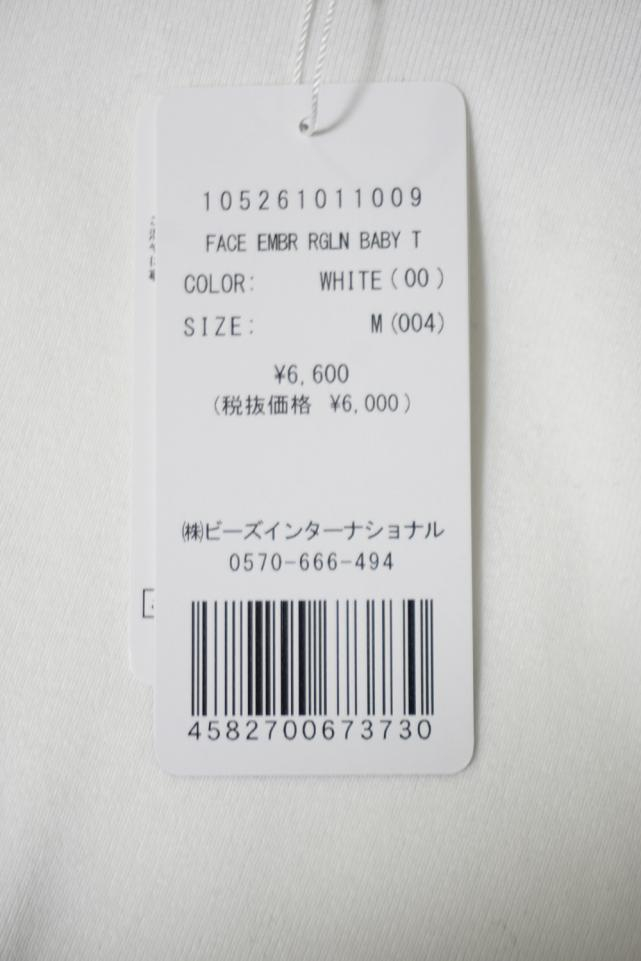 105261011009
FACE EMBR RGLN BABY T
COLOR: WHITE(00)
SIZE: M(004)
¥6,600
(税抜価格 ¥6,000)
㈱ビーズインターナショナル
0570-666-494
4582700673730